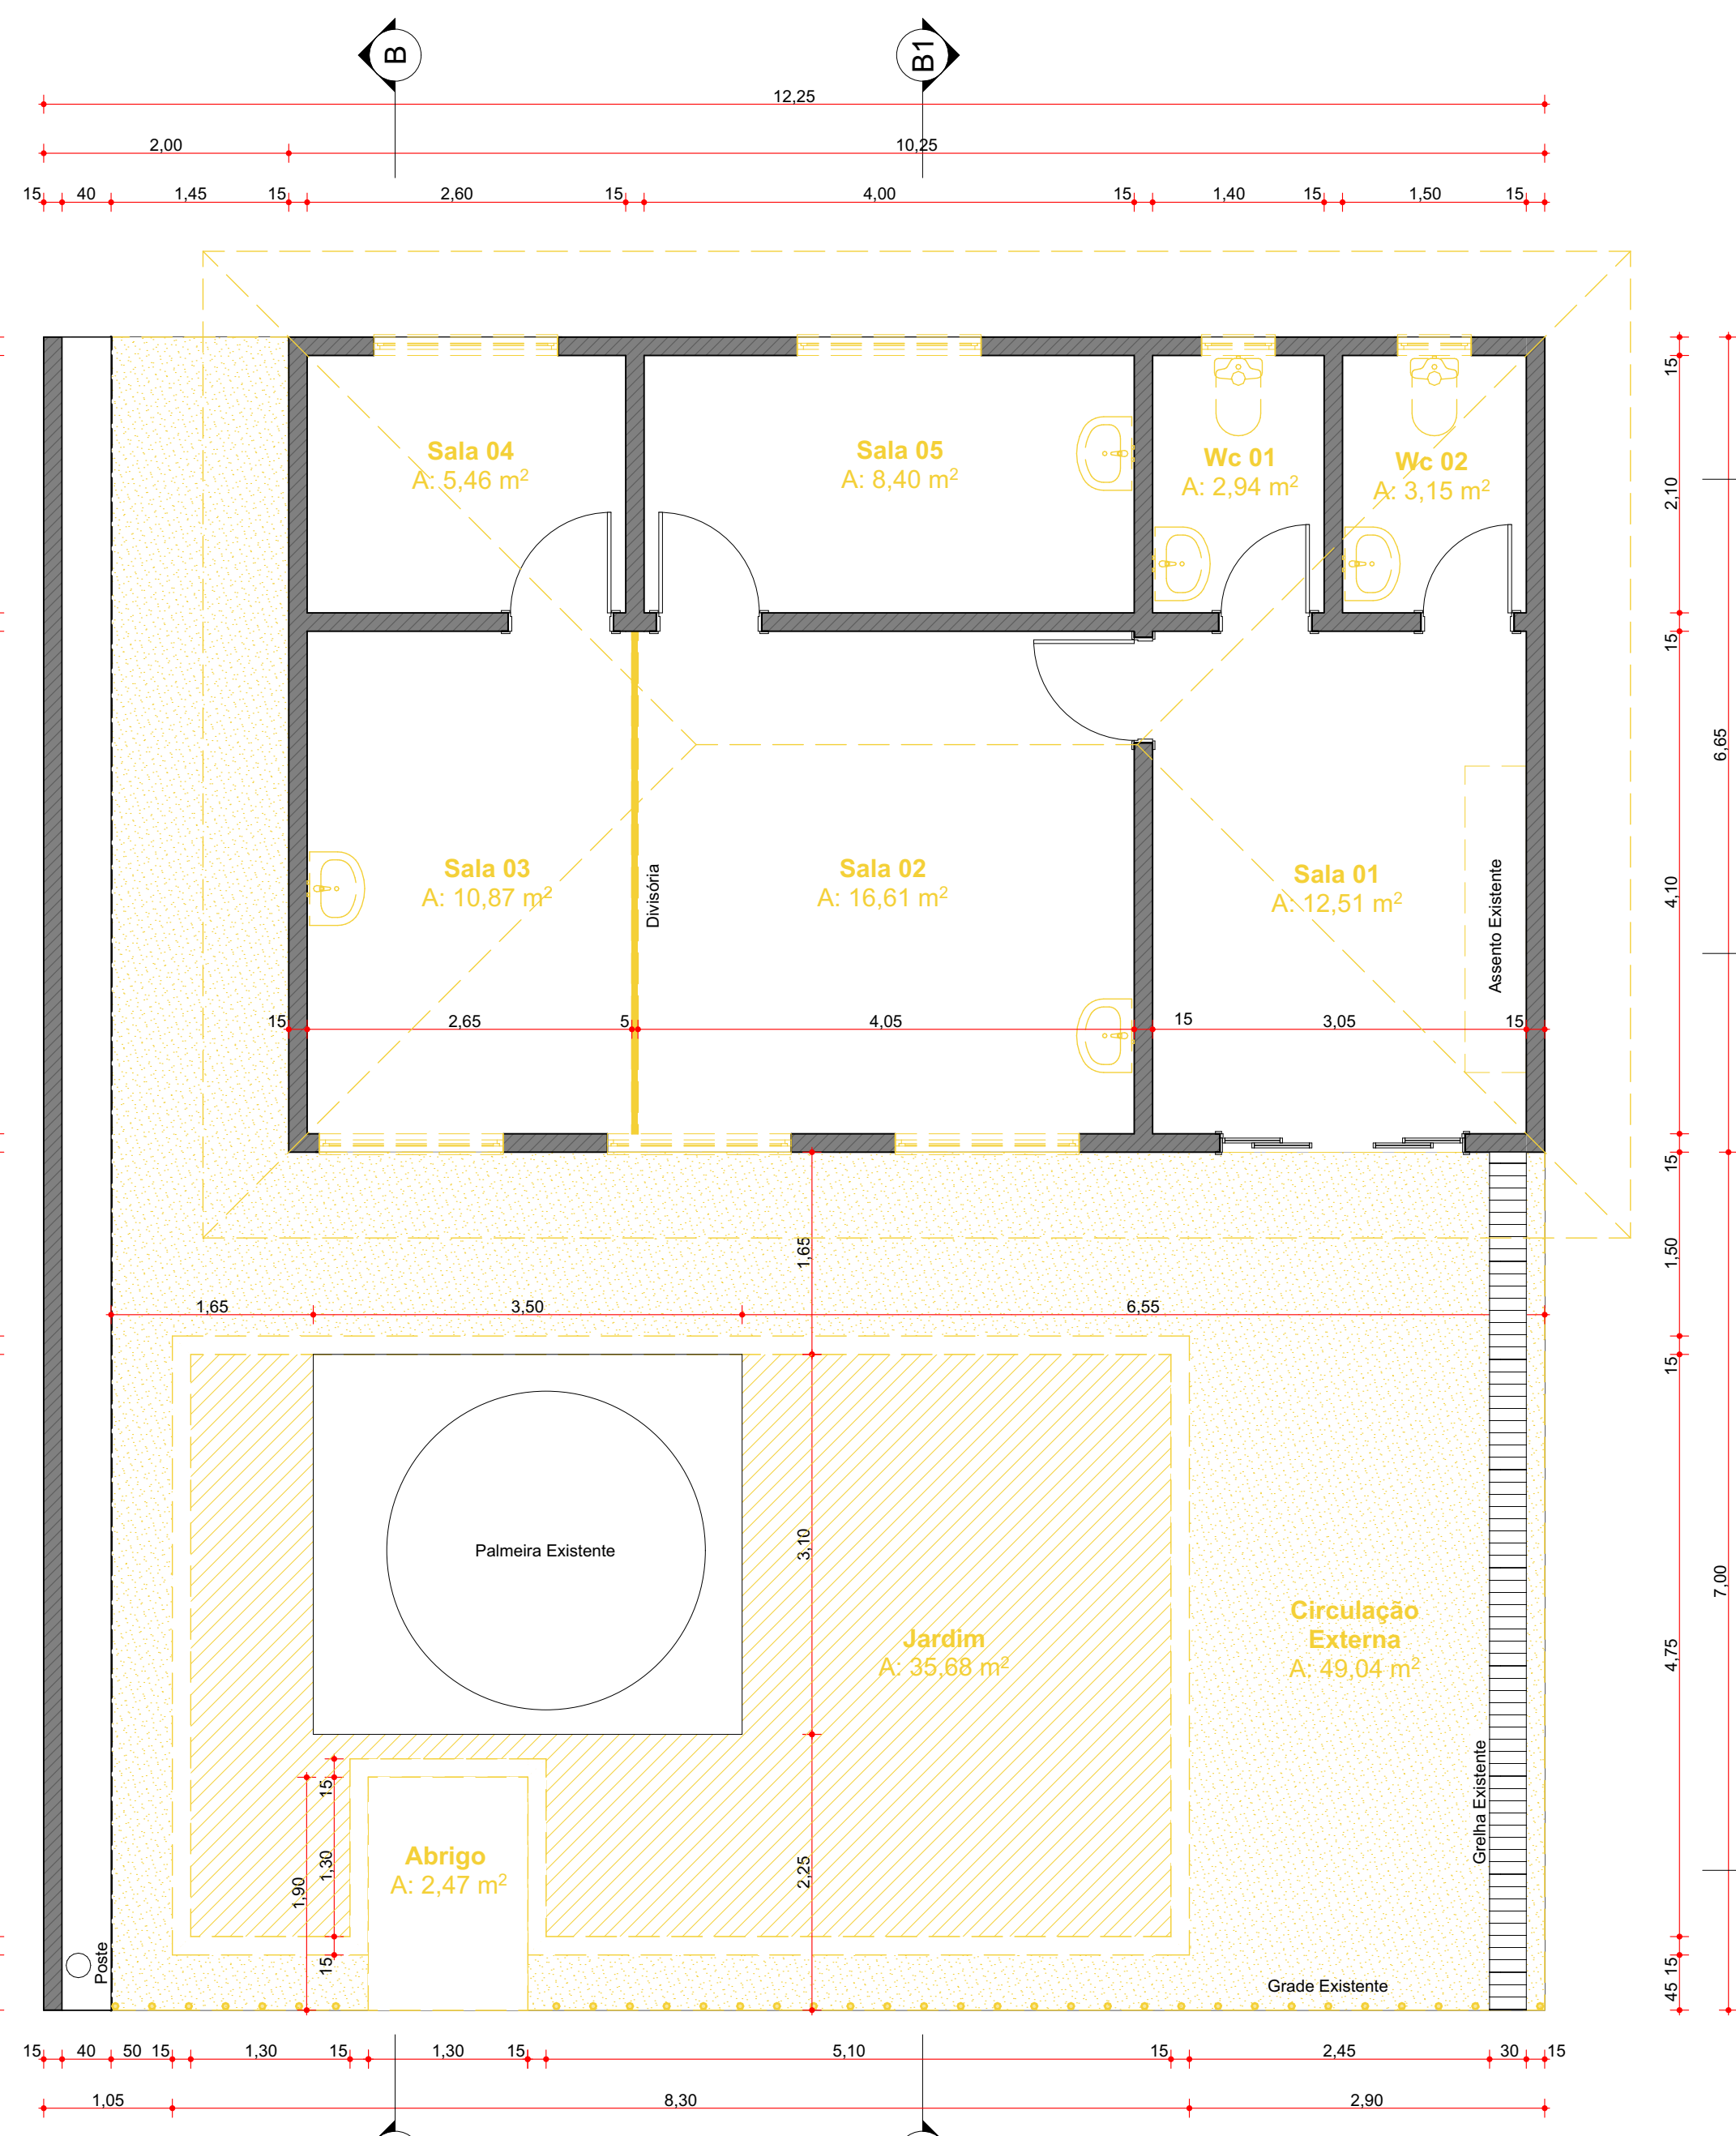 B
B1
12,25
2,00
10,25
15
40
1,45
15
2,60
15
4,00
15
1,40
15
1,50
15
Sala 04
A: 5,46 m²
Sala 05
A: 8,40 m²
Wc 01
A: 2,94 m²
Wc 02
A: 3,15 m²
15
2,10
15
6,65
Sala 03
A: 10,87 m²
Divisória
Sala 02
A: 16,61 m²
Sala 01
A: 12,51 m²
Assento Existente
4,10
15
2,65
5
4,05
15
3,05
15
15
1,65
1,50
1,65
3,50
6,55
15
Palmeira Existente
3,10
Jardim
A: 35,68 m²
Circulação
Externa
A: 49,04 m²
7,00
4,75
Grelha Existente
15
1,30
1,90
15
Abrigo
A: 2,47 m²
2,25
Poste
Grade Existente
15
45
15
40
50
15
1,30
15
1,30
15
5,10
15
2,45
30
15
1,05
8,30
2,90